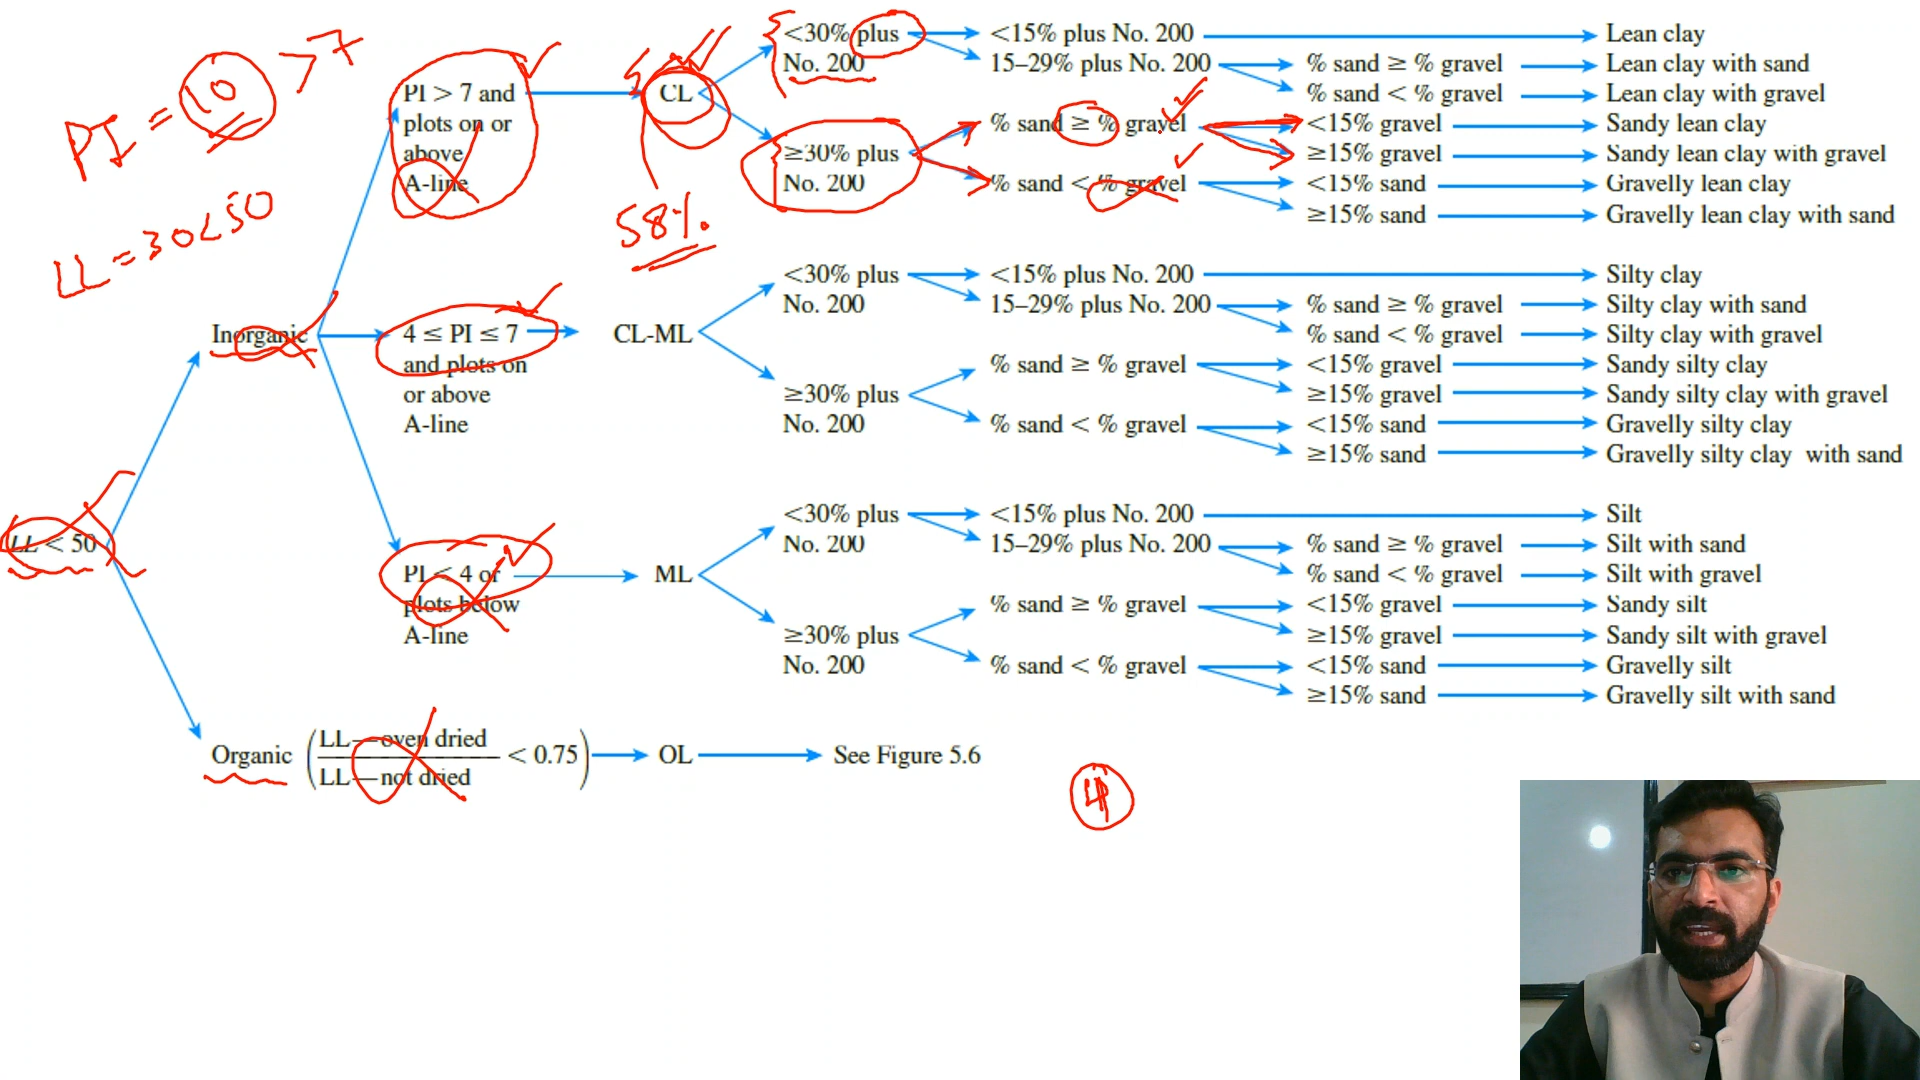 PI = 10 > 7
LL = 30 < 50
58%
LL < 50
Inorganic
PI > 7 and
plots on or
above
A-line
CL
<30% plus
No. 200
<15% plus No. 200
Lean clay
15–29% plus No. 200
% sand ≥ % gravel
Lean clay with sand
% sand < % gravel
Lean clay with gravel
≥30% plus
No. 200
% sand ≥ % gravel
<15% gravel
Sandy lean clay
≥15% gravel
Sandy lean clay with gravel
% sand < % gravel
<15% sand
Gravelly lean clay
≥15% sand
Gravelly lean clay with sand
4 ≤ PI ≤ 7
and plots on
or above
A-line
CL-ML
<30% plus
No. 200
<15% plus No. 200
Silty clay
15–29% plus No. 200
% sand ≥ % gravel
Silty clay with sand
% sand < % gravel
Silty clay with gravel
≥30% plus
No. 200
% sand ≥ % gravel
<15% gravel
Sandy silty clay
≥15% gravel
Sandy silty clay with gravel
% sand < % gravel
<15% sand
Gravelly silty clay
≥15% sand
Gravelly silty clay with sand
PI < 4 or
plots below
A-line
ML
<30% plus
No. 200
<15% plus No. 200
Silt
15–29% plus No. 200
% sand ≥ % gravel
Silt with sand
% sand < % gravel
Silt with gravel
≥30% plus
No. 200
% sand ≥ % gravel
<15% gravel
Sandy silt
≥15% gravel
Sandy silt with gravel
% sand < % gravel
<15% sand
Gravelly silt
≥15% sand
Gravelly silt with sand
Organic
LL—oven dried
LL—not dried
< 0.75
OL
See Figure 5.6